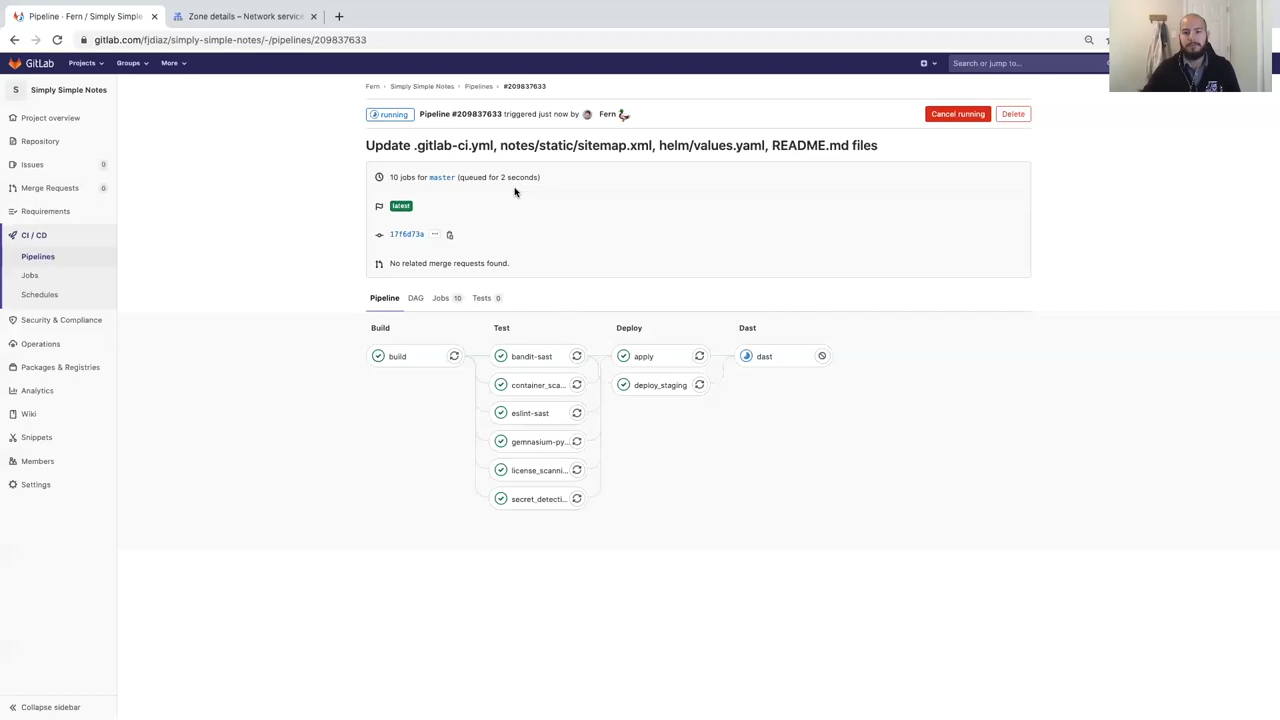 Pipeline · Fern / Simply Simple
Zone details – Network service
gitlab.com/fjdiaz/simply-simple-notes/-/pipelines/209837633
GitLab Projects Groups More Search or jump to...
S Simply Simple Notes
Project overview
Repository
Issues 0
Merge Requests 0
Requirements
CI / CD
Pipelines
Jobs
Schedules
Security & Compliance
Operations
Packages & Registries
Analytics
Wiki
Snippets
Members
Settings
Collapse sidebar
Fern Simply Simple Notes Pipelines #209837633
running Pipeline #209837633 triggered just now by Fern Cancel running Delete
Update .gitlab-ci.yml, notes/static/sitemap.xml, helm/values.yaml, README.md files
10 jobs for master (queued for 2 seconds)
latest
17f6d73a ...
No related merge requests found.
Pipeline DAG Jobs 10 Tests 0
Build Test Deploy Dast
build bandit-sast apply dast
container_sca... deploy_staging
eslint-sast
gemnasium-py...
license_scanni...
secret_detecti...